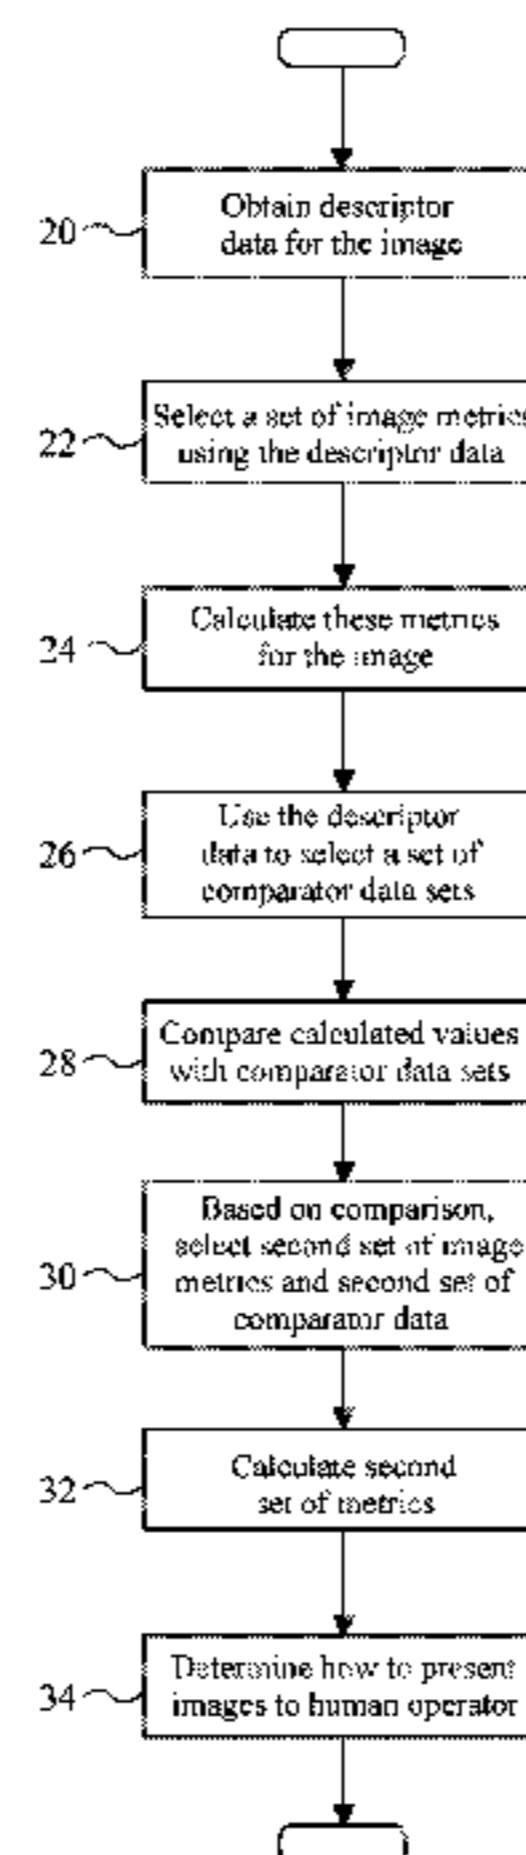 20
Obtain descriptor
data for the image
22
Select a set of image metrics
using the descriptor data
24
Calculate these metrics
for the image
26
Use the descriptor
data to select a set of
comparator data sets
28
Compare calculated values
with comparator data sets
30
Based on comparison,
select second set of image
metrics and second set of
comparator data
32
Calculate second
set of metrics
34
Determine how to present
images to human operator